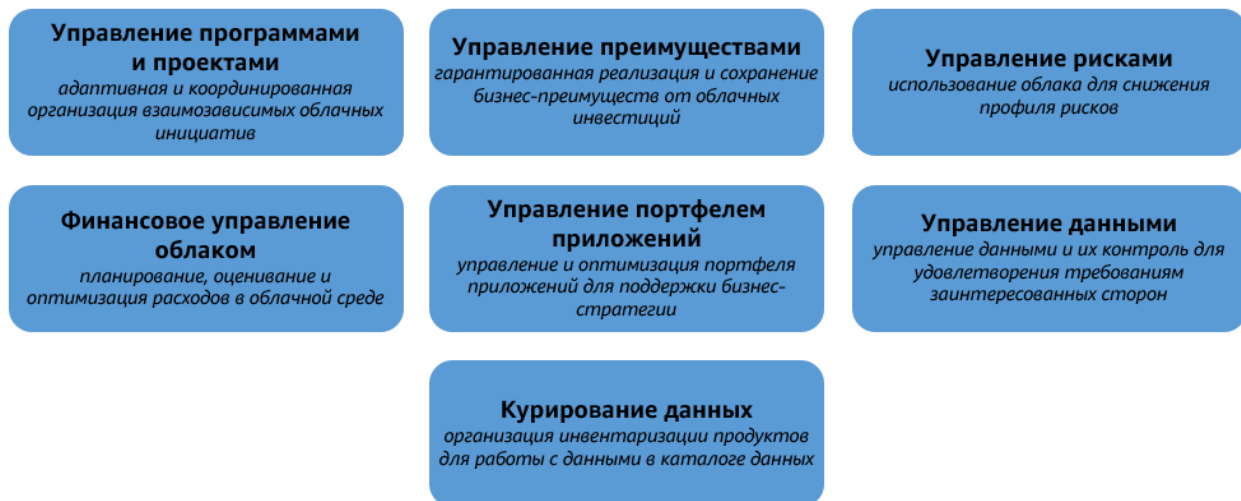 Управление программами
и проектами
адаптивная и координированная
организация взаимозависимых облачных
инициатив
Управление преимуществами
гарантированная реализация и сохранение
бизнес-преимуществ от облачных
инвестиций
Управление рисками
использование облака для снижения
профиля рисков
Финансовое управление
облаком
планирование, оценивание и
оптимизация расходов в облачной среде
Управление портфелем
приложений
управление и оптимизация портфеля
приложений для поддержки бизнес-
стратегии
Управление данными
управление данными и их контроль для
удовлетворения требованиям
заинтересованных сторон
Курирование данных
организация инвентаризации продуктов
для работы с данными в каталоге данных